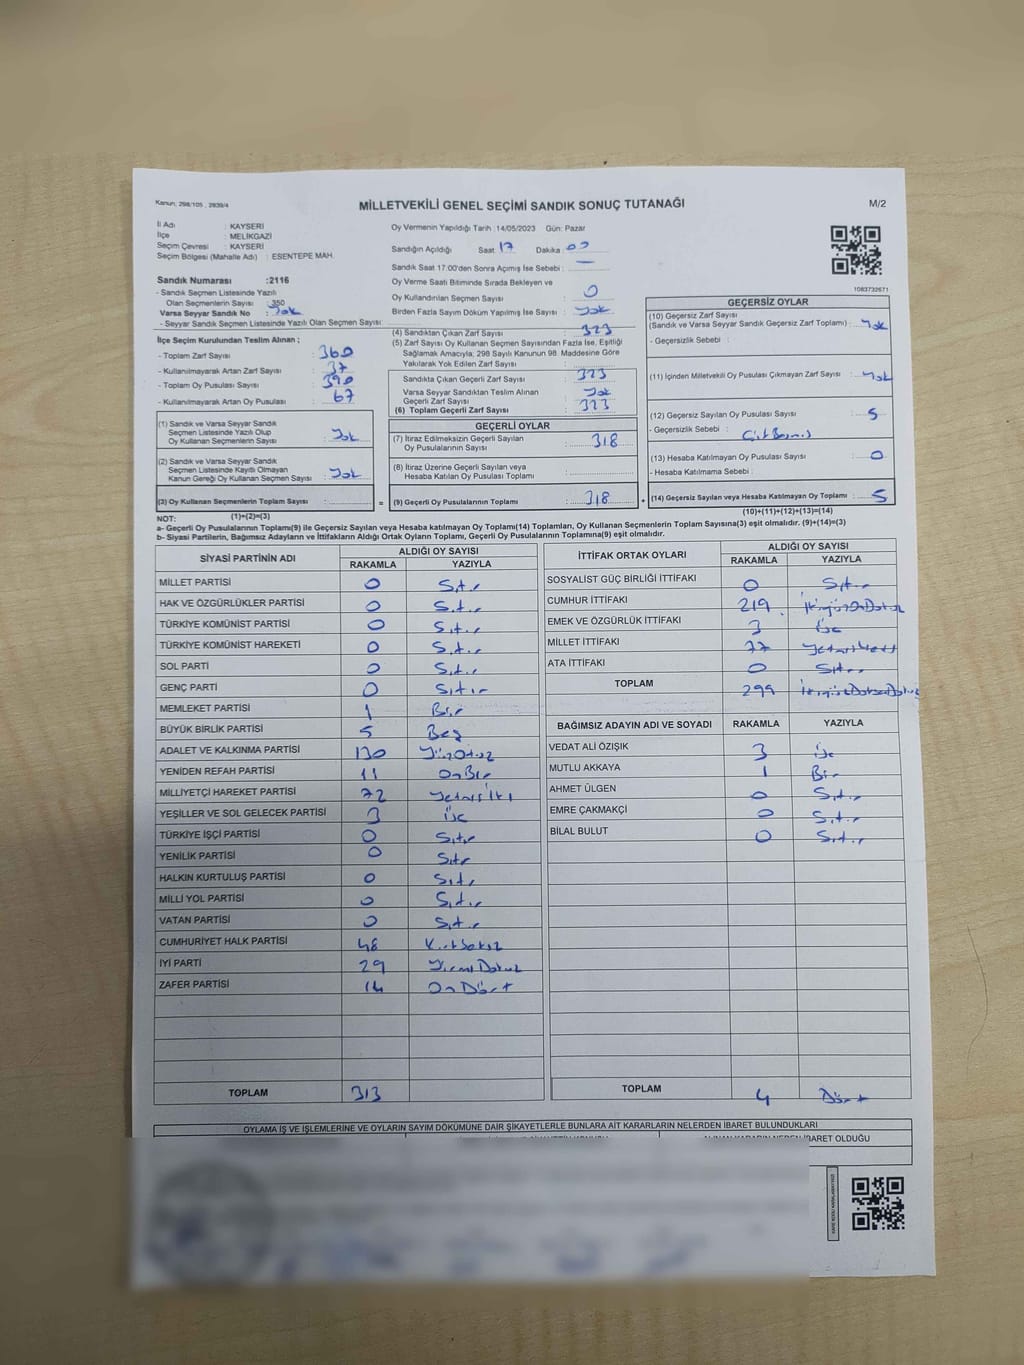 Kanun; 298/105 , 2839/4
MİLLETVEKİLİ GENEL SEÇİMİ SANDIK SONUÇ TUTANAĞI
M/2
İl Adı : KAYSERİ
İlçe : MELİKGAZİ
Seçim Çevresi : KAYSERİ
Seçim Bölgesi (Mahalle Adı) : ESENTEPE MAH.
Oy Vermenin Yapıldığı Tarih :14/05/2023 Gün: Pazar
Sandığın Açıldığı Saat: 17 Dakika :
Sandık Saat 17:00'den Sonra Açımış İse Sebebi : —
Oy Verme Saati Bitiminde Sırada Bekleyen ve
Oy Kullandırılan Seçmen Sayısı : 0
Birden Fazla Sayım Döküm Yapılmış İse Sayısı : Yok
1083732671
Sandık Numarası :2116
- Sandık Seçmen Listesinde Yazılı
Olan Seçmenlerin Sayısı : 350
Varsa Seyyar Sandık No : Yok
- Seyyar Sandık Seçmen Listesinde Yazılı Olan Seçmen Sayısı
İlçe Seçim Kurulundan Teslim Alınan ;
- Toplam Zarf Sayısı : 360
- Kullanılmayarak Artan Zarf Sayısı : 37
- Toplam Oy Pusulası Sayısı : 390
- Kullanılmayarak Artan Oy Pusulası : 67
(1) Sandık ve Varsa Seyyar Sandık
Seçmen Listesinde Yazılı Olup
Oy Kullanan Seçmenlerin Sayısı : Yok
(2) Sandık ve Varsa Seyyar Sandık
Seçmen Listesinde Kayıtlı Olmayan
Kanun Gereği Oy Kullanan Seçmen Sayısı : Yok
(3) Oy Kullanan Seçmenlerin Toplam Sayısı :
(1)+(2)=(3)
(4) Sandıktan Çıkan Zarf Sayısı : 323
(5) Zarf Sayısı Oy Kullanan Seçmen Sayısından Fazla İse, Eşitliği
Sağlamak Amacıyla; 298 Sayılı Kanunun 98. Maddesine Göre
Yakılarak Yok Edilen Zarf Sayısı :
Sandıkta Çıkan Geçerli Zarf Sayısı : 323
Varsa Seyyar Sandıktan Teslim Alınan
Geçerli Zarf Sayısı : Yok
(6) Toplam Geçerli Zarf Sayısı : 323
GEÇERLİ OYLAR
(7) İtiraz Edilmeksizin Geçerli Sayılan
Oy Pusulalarının Sayısı : 318
(8) İtiraz Üzerine Geçerli Sayılan veya
Hesaba Katılan Oy Pusulası Toplamı :
= (9) Geçerli Oy Pusulalarının Toplamı : 318
GEÇERSİZ OYLAR
(10) Geçersiz Zarf Sayısı
(Sandık ve Varsa Seyyar Sandık Geçersiz Zarf Toplamı) : Yok
- Geçersizlik Sebebi :
(11) İçinden Milletvekili Oy Pusulası Çıkmayan Zarf Sayısı : Yok
(12) Geçersiz Sayılan Oy Pusulası Sayısı : 5
- Geçersizlik Sebebi :
(13) Hesaba Katılmayan Oy Pusulası Sayısı : 0
- Hesaba Katılmama Sebebi :
+ (14) Geçersiz Sayılan veya Hesaba Katılmayan Oy Toplamı : 5
(10)+(11)+(12)+(13)=(14)
NOT:
a- Geçerli Oy Pusulalarının Toplamı(9) ile Geçersiz Sayılan veya Hesaba katılmayan Oy Toplamı(14) Toplamları, Oy Kullanan Seçmenlerin Toplam Sayısına(3) eşit olmalıdır. (9)+(14)=(3)
b- Siyasi Partilerin, Bağımsız Adayların ve İttifakların Aldığı Ortak Oyların Toplamı, Geçerli Oy Pusulalarının Toplamına(9) eşit olmalıdır.
SİYASİ PARTİNİN ADI ALDIĞI OY SAYISI
RAKAMLA YAZIYLA
MİLLET PARTİSİ 0 Sıfır
HAK VE ÖZGÜRLÜKLER PARTİSİ 0 Sıfır
TÜRKİYE KOMÜNİST PARTİSİ 0 Sıfır
TÜRKİYE KOMÜNİST HAREKETİ 0 Sıfır
SOL PARTİ 0 Sıfır
GENÇ PARTİ 0 Sıfır
MEMLEKET PARTİSİ 1 Bir
BÜYÜK BİRLİK PARTİSİ 5 Beş
ADALET VE KALKINMA PARTİSİ 130 YüzOtuz
YENİDEN REFAH PARTİSİ 11 OnBir
MİLLİYETÇİ HAREKET PARTİSİ 72 Yetmişİki
YEŞİLLER VE SOL GELECEK PARTİSİ 3 Üç
TÜRKİYE İŞÇİ PARTİSİ 0 Sıfır
YENİLİK PARTİSİ 0 Sıfır
HALKIN KURTULUŞ PARTİSİ 0 Sıfır
MİLLİ YOL PARTİSİ 0 Sıfır
VATAN PARTİSİ 0 Sıfır
CUMHURİYET HALK PARTİSİ 48 KırkSekiz
İYİ PARTİ 29 YirmiDokuz
ZAFER PARTİSİ 14 OnDört
TOPLAM 313
İTTİFAK ORTAK OYLARI ALDIĞI OY SAYISI
RAKAMLA YAZIYLA
SOSYALİST GÜÇ BİRLİĞİ İTTİFAKI 0 Sıfır
CUMHUR İTTİFAKI 219 İkiyüzOnDokuz
EMEK VE ÖZGÜRLÜK İTTİFAKI 3 Üç
MİLLET İTTİFAKI 77 YetmişYedi
ATA İTTİFAKI 0 Sıfır
TOPLAM 299 İkiyüzDoksanDokuz
BAĞIMSIZ ADAYIN ADI VE SOYADI RAKAMLA YAZIYLA
VEDAT ALİ ÖZIŞIK 3 Üç
MUTLU AKKAYA 1 Bir
AHMET ÜLGEN 0 Sıfır
EMRE ÇAKMAKÇİ 0 Sıfır
BİLAL BULUT 0 Sıfır
TOPLAM 4 Dört
OYLAMA İŞ VE İŞLEMLERİNE VE OYLARIN SAYIM DÖKÜMÜNE DAİR ŞİKAYETLERLE BUNLARA AİT KARARLARIN NELERDEN İBARET BULUNDUKLARI
ALINAN KARARIN NEDEN İBARET OLDUĞU